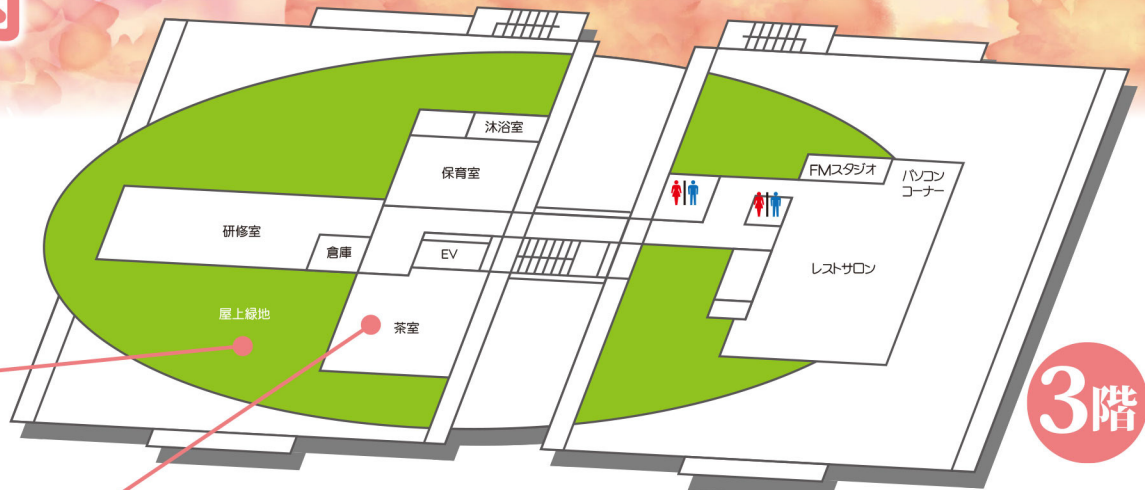 沐浴室
保育室
FMスタジオ
パソコン
コーナー
研修室
倉庫
EV
レストサロン
屋上緑地
茶室
3階